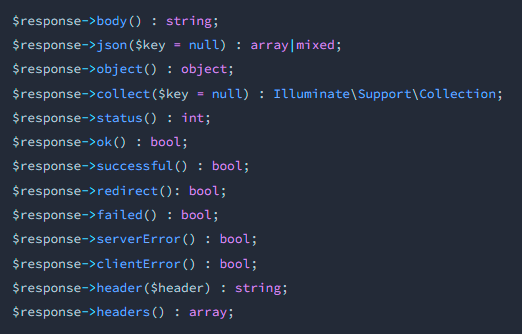 $response->body() : string;
$response->json($key = null) : array|mixed;
$response->object() : object;
$response->collect($key = null) : Illuminate\Support\Collection;
$response->status() : int;
$response->ok() : bool;
$response->successful() : bool;
$response->redirect(): bool;
$response->failed() : bool;
$response->serverError() : bool;
$response->clientError() : bool;
$response->header($header) : string;
$response->headers() : array;